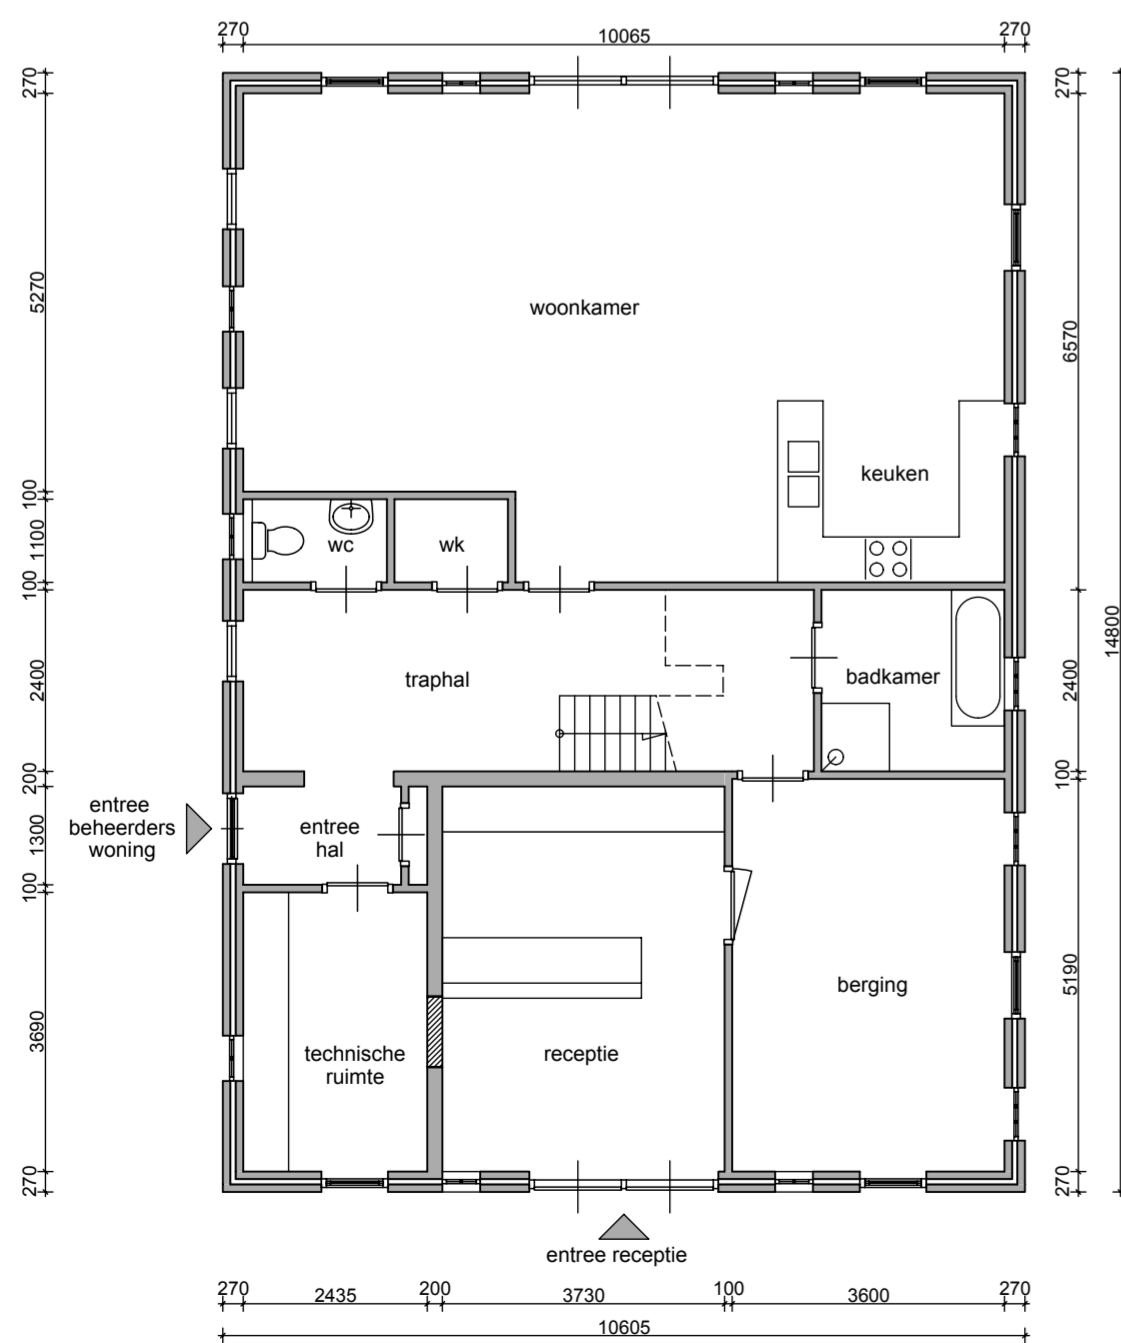 270
10065
270
270
270
5270
woonkamer
6570
keuken
100
1100
wc
wk
100
14800
2400
traphal
badkamer
2400
200
100
entree
beheerders
woning
1300
entree
hal
100
berging
5190
3690
technische
ruimte
receptie
270
270
entree receptie
270
2435
200
3730
100
3600
270
10605